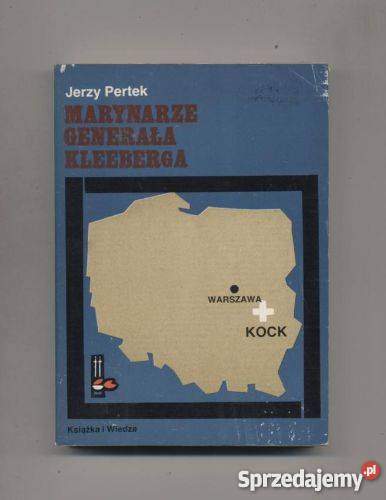 Jerzy Pertek
MARYNARZE
GENERAŁA
KLEEBERGA
WARSZAWA
KOCK
Książka i Wiedza
Sprzedajemy.pl